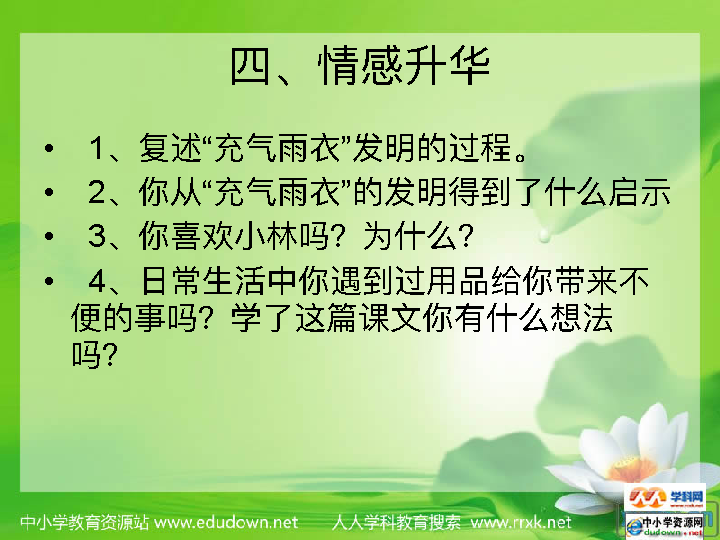 四、情感升华
• 1、复述“充气雨衣”发明的过程。
• 2、你从“充气雨衣”的发明得到了什么启示
• 3、你喜欢小林吗？为什么？
• 4、日常生活中你遇到过用品给你带来不
便的事吗？学了这篇课文你有什么想法
吗？
中小学教育资源站 www.edudown.net 人人学科教育搜索 www.rrxk.net
学科网
www.rrxk.net
中小学资源网
edudown.net